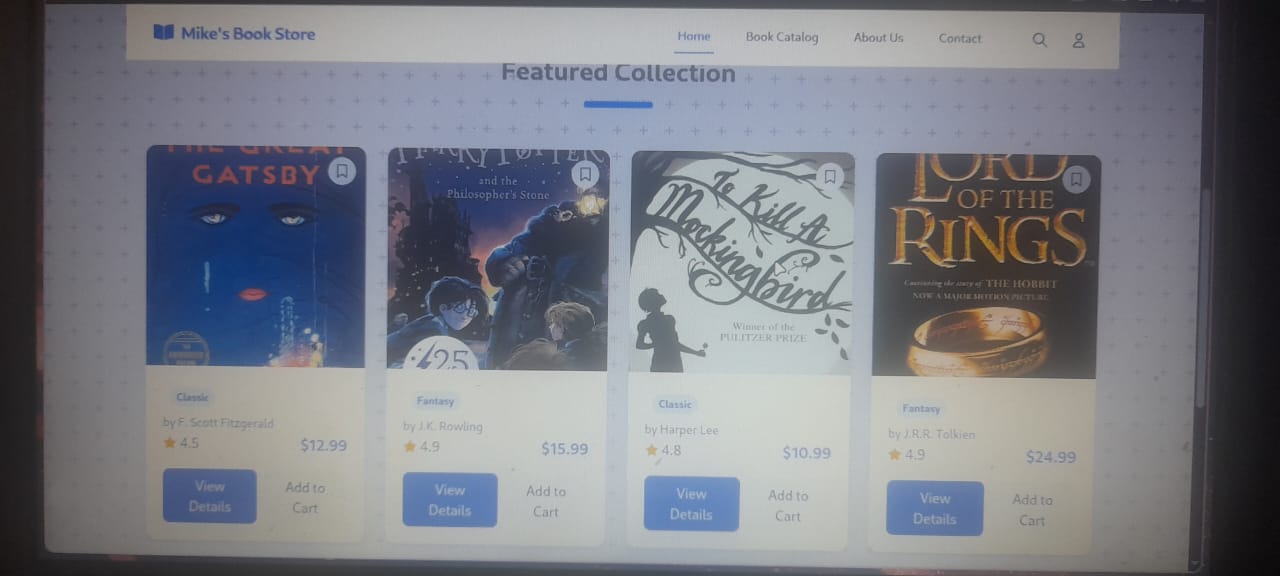 Mike's Book Store
Home
Book Catalog
About Us
Contact
Featured Collection
THE GREAT
GATSBY
Classic
by F. Scott Fitzgerald
4.5
$12.99
View
Details
Add to
Cart
HARRY POTTER
and the
Philosopher's Stone
25
Fantasy
by J.K. Rowling
4.9
$15.99
View
Details
Add to
Cart
To Kill A
Mockingbird
Winner of the
PULITZER PRIZE
Classic
by Harper Lee
4.8
$10.99
View
Details
Add to
Cart
LORD
OF THE
RINGS
Continuing the story of THE HOBBIT
NOW A MAJOR MOTION PICTURE
Fantasy
by J.R.R. Tolkien
4.9
$24.99
View
Details
Add to
Cart